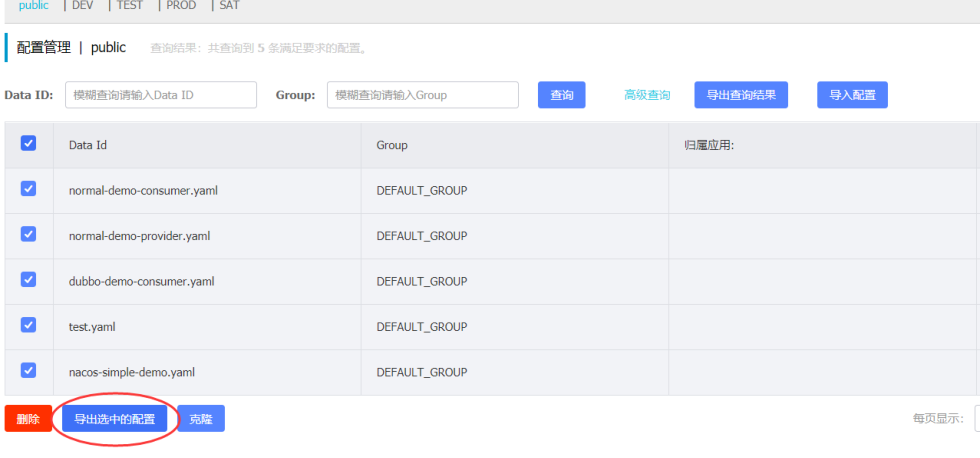 public | DEV | TEST | PROD | SAT
配置管理 | public 查询结果：共查询到 5 条满足要求的配置。
Data ID: 模糊查询请输入Data ID Group: 模糊查询请输入Group 查询 高级查询 导出查询结果 导入配置
Data Id Group 归属应用:
normal-demo-consumer.yaml DEFAULT_GROUP
normal-demo-provider.yaml DEFAULT_GROUP
dubbo-demo-consumer.yaml DEFAULT_GROUP
test.yaml DEFAULT_GROUP
nacos-simple-demo.yaml DEFAULT_GROUP
删除 导出选中的配置 克隆 每页显示: